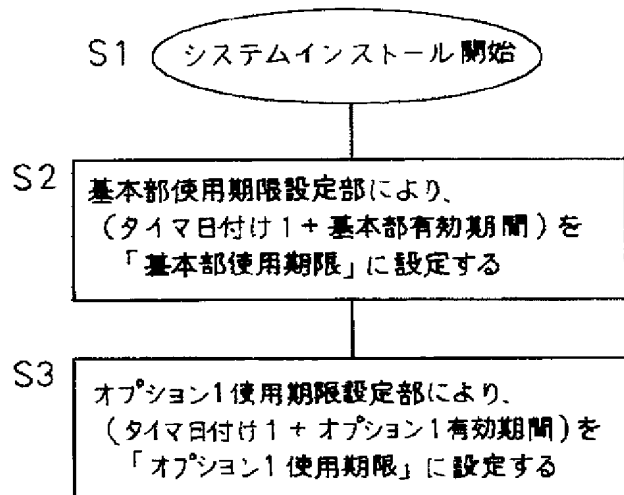 S1 システムインストール開始
S2 基本部使用期限設定部により、
(タイマ日付け1+基本部有効期間)を
「基本部使用期限」に設定する
S3 オプション1使用期限設定部により、
(タイマ日付け1+オプション1有効期間)を
「オプション1使用期限」に設定する